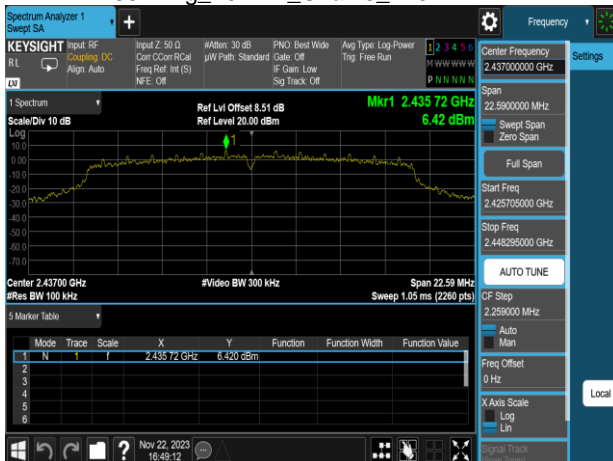 Spectrum Analyzer 1
Swept SA
+
Frequency
KEYSIGHT
RL
Input: RF
Coupling: DC
Align: Auto
Input Z: 50 Ω
Corr CCorr RCal
Freq Ref: Int (S)
NFE: Off
#Atten: 30 dB
µW Path: Standard
PNO: Best Wide
Gate: Off
IF Gain: Low
Sig Track: Off
Avg Type: Log-Power
Trig: Free Run
1 2 3 4 5 6
M W W W W W
P N N N N N
1 Spectrum
Scale/Div 10 dB
Ref Lvl Offset 8.51 dB
Ref Level 20.00 dBm
Mkr1 2.435 72 GHz
6.42 dBm
Log
10.0
0.00
-10.0
-20.0
-30.0
-40.0
-50.0
-60.0
-70.0
1
Center 2.43700 GHz
#Res BW 100 kHz
#Video BW 300 kHz
Span 22.59 MHz
Sweep 1.05 ms (2260 pts)
5 Marker Table
Mode Trace Scale X Y Function Function Width Function Value
1 N 1 f 2.435 72 GHz 6.420 dBm
2
3
4
5
6
Nov 22, 2023
16:49:12
Center Frequency
2.437000000 GHz
Settings
Span
22.5900000 MHz
Swept Span
Zero Span
Full Span
Start Freq
2.425705000 GHz
Stop Freq
2.448295000 GHz
AUTO TUNE
CF Step
2.259000 MHz
Auto
Man
Freq Offset
0 Hz
X Axis Scale
Log
Lin
Local
Signal Track